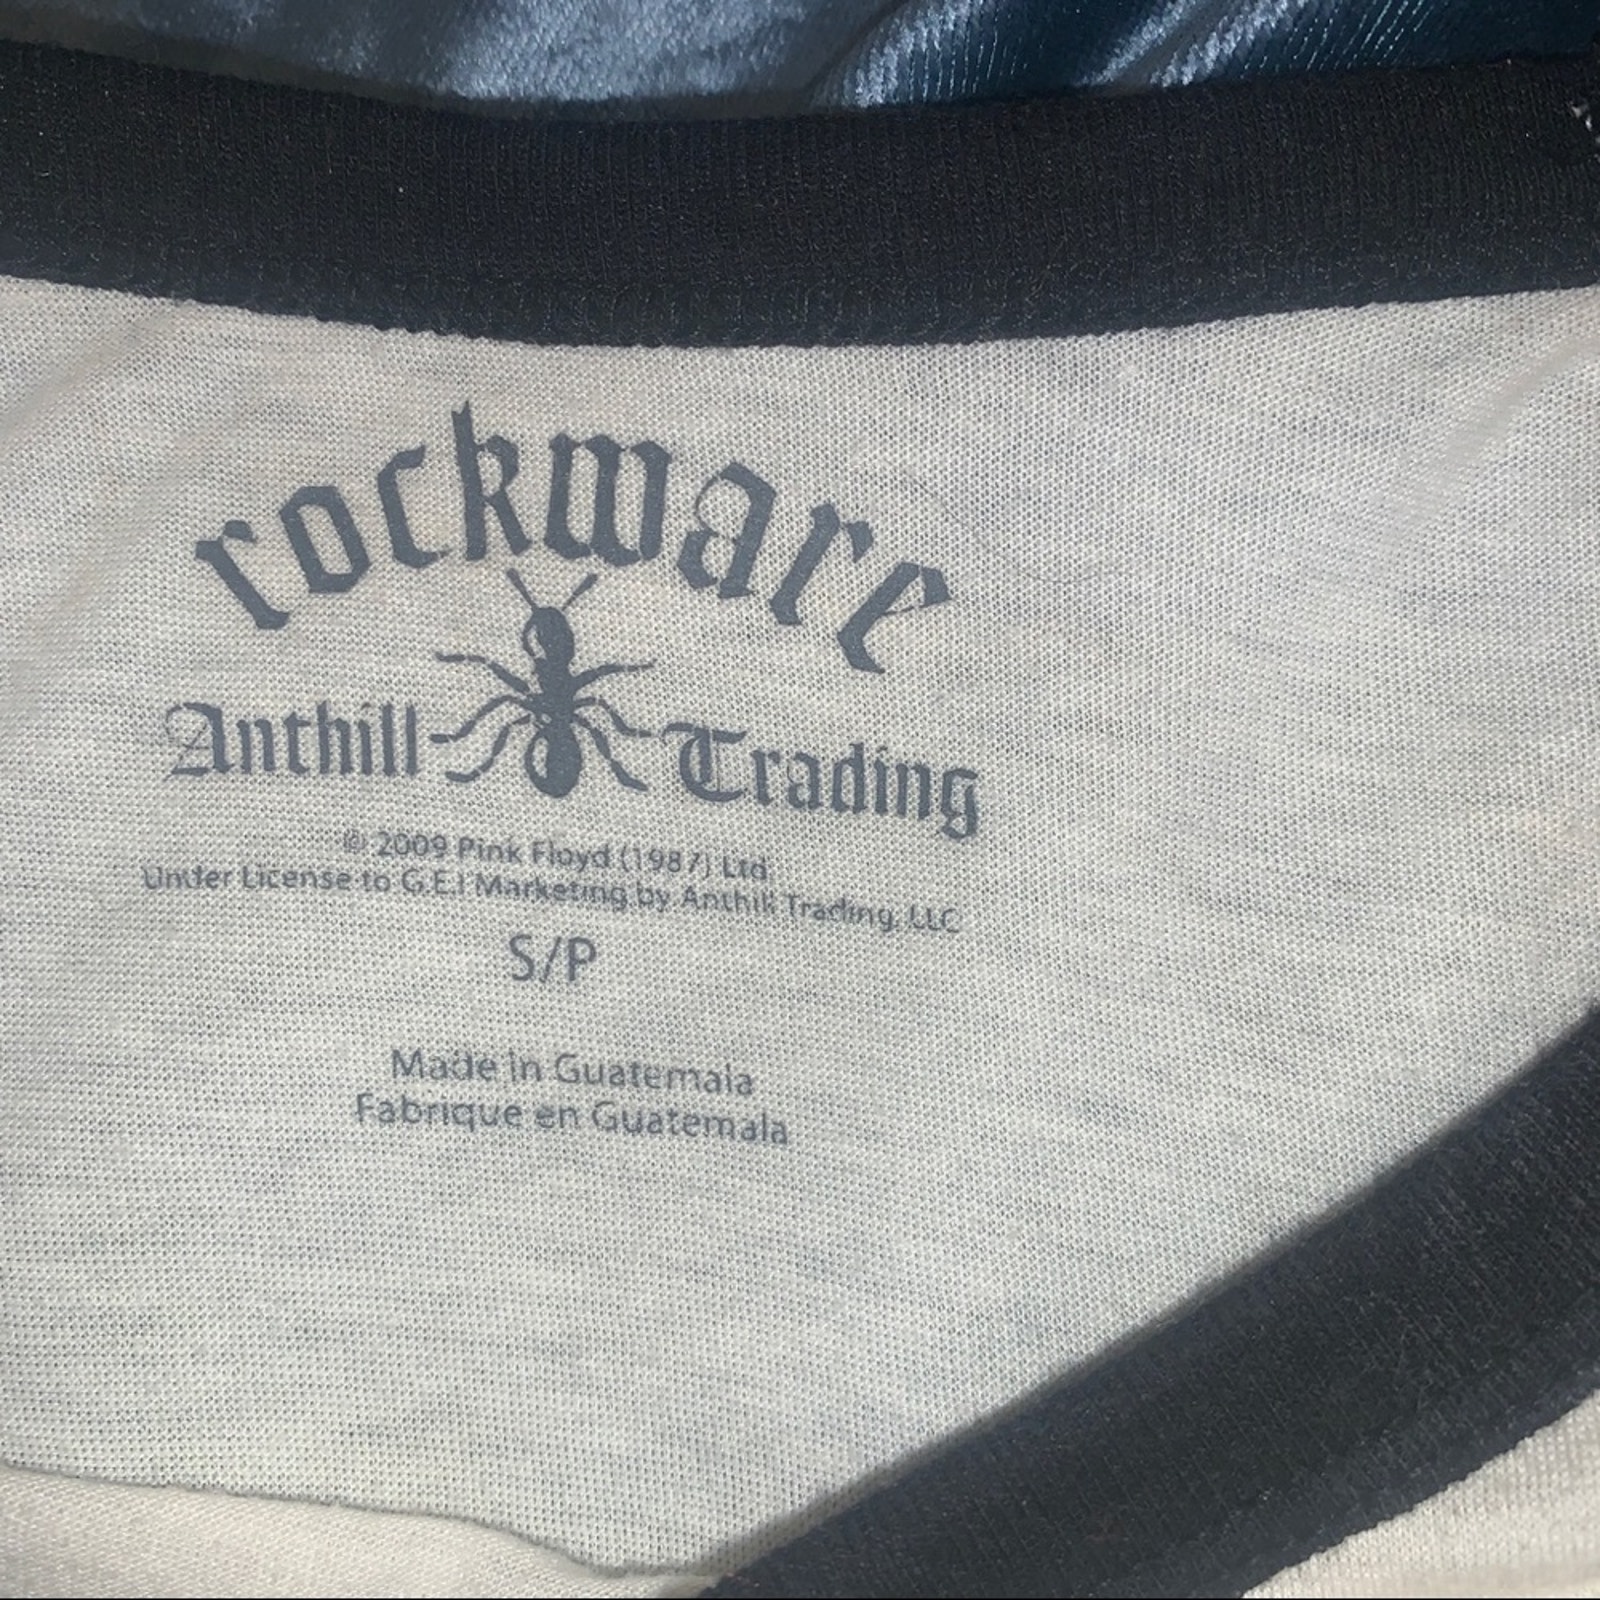 rockware
Anthill Trading
© 2009 Pink Floyd (1987) Ltd.
Under License to G.E.I Marketing by Anthill Trading, LLC
S/P
Made in Guatemala
Fabrique en Guatemala